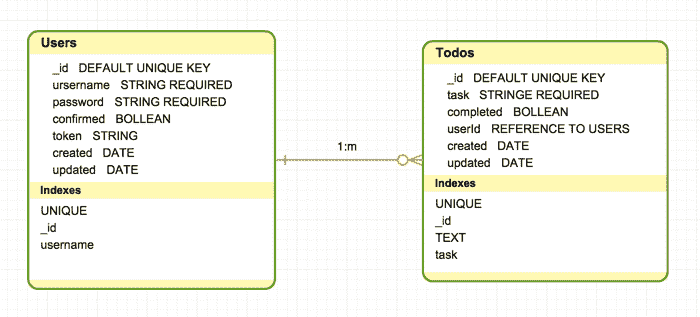 Users
_id DEFAULT UNIQUE KEY
ursername STRING REQUIRED
password STRING REQUIRED
confirmed BOLLEAN
token STRING
created DATE
updated DATE
Indexes
UNIQUE
_id
username
1:m
Todos
_id DEFAULT UNIQUE KEY
task STRINGE REQUIRED
completed BOLLEAN
userId REFERENCE TO USERS
created DATE
updated DATE
Indexes
UNIQUE
_id
TEXT
task